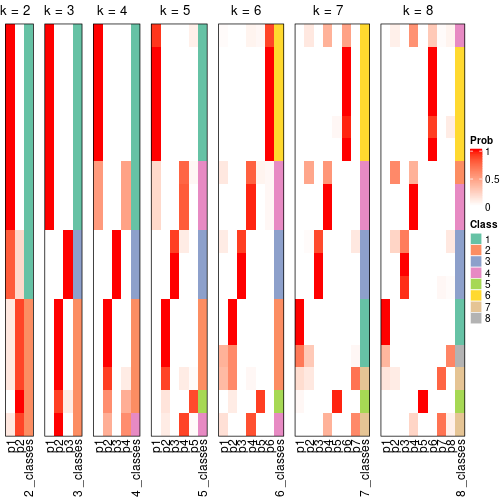 k = 2 k = 3 k = 4 k = 5 k = 6 k = 7 k = 8
Prob
1
0.5
0
Class
1
2
3
4
5
6
7
8
p1 p2 2_classes p1 p2 p3 3_classes p1 p2 p3 p4 4_classes p1 p2 p3 p4 p5 5_classes p1 p2 p3 p4 p5 p6 6_classes p1 p2 p3 p4 p5 p6 p7 7_classes p1 p2 p3 p4 p5 p6 p7 p8 8_classes